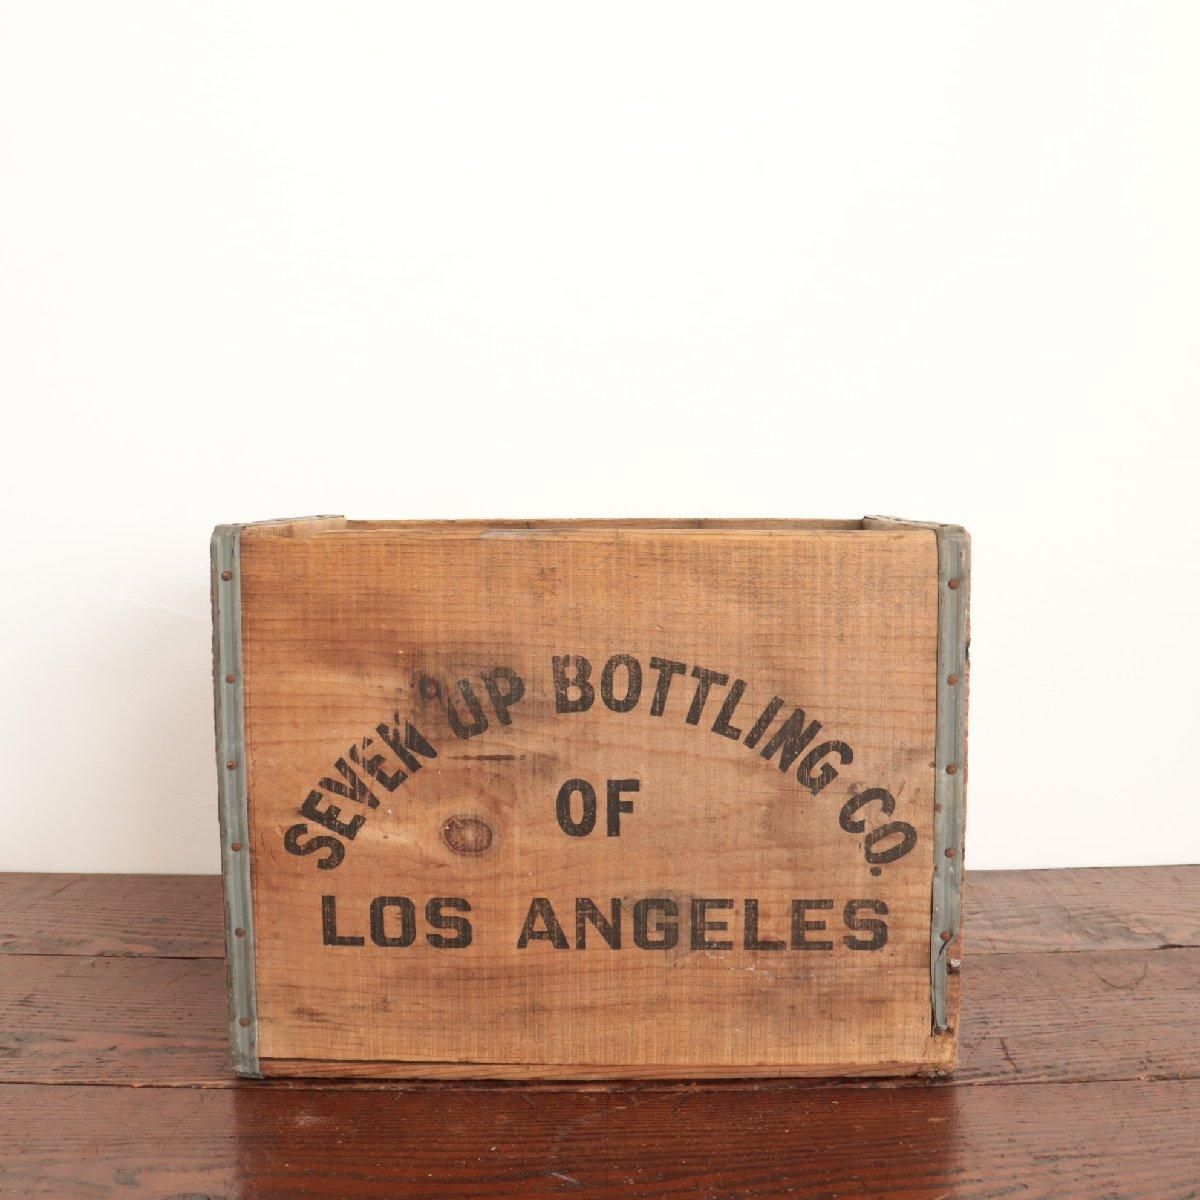 SEVEN UP BOTTLING CO.
OF
LOS ANGELES